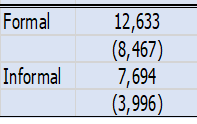 Formal 12,633
(8,467)
Informal 7,694
(3,996)